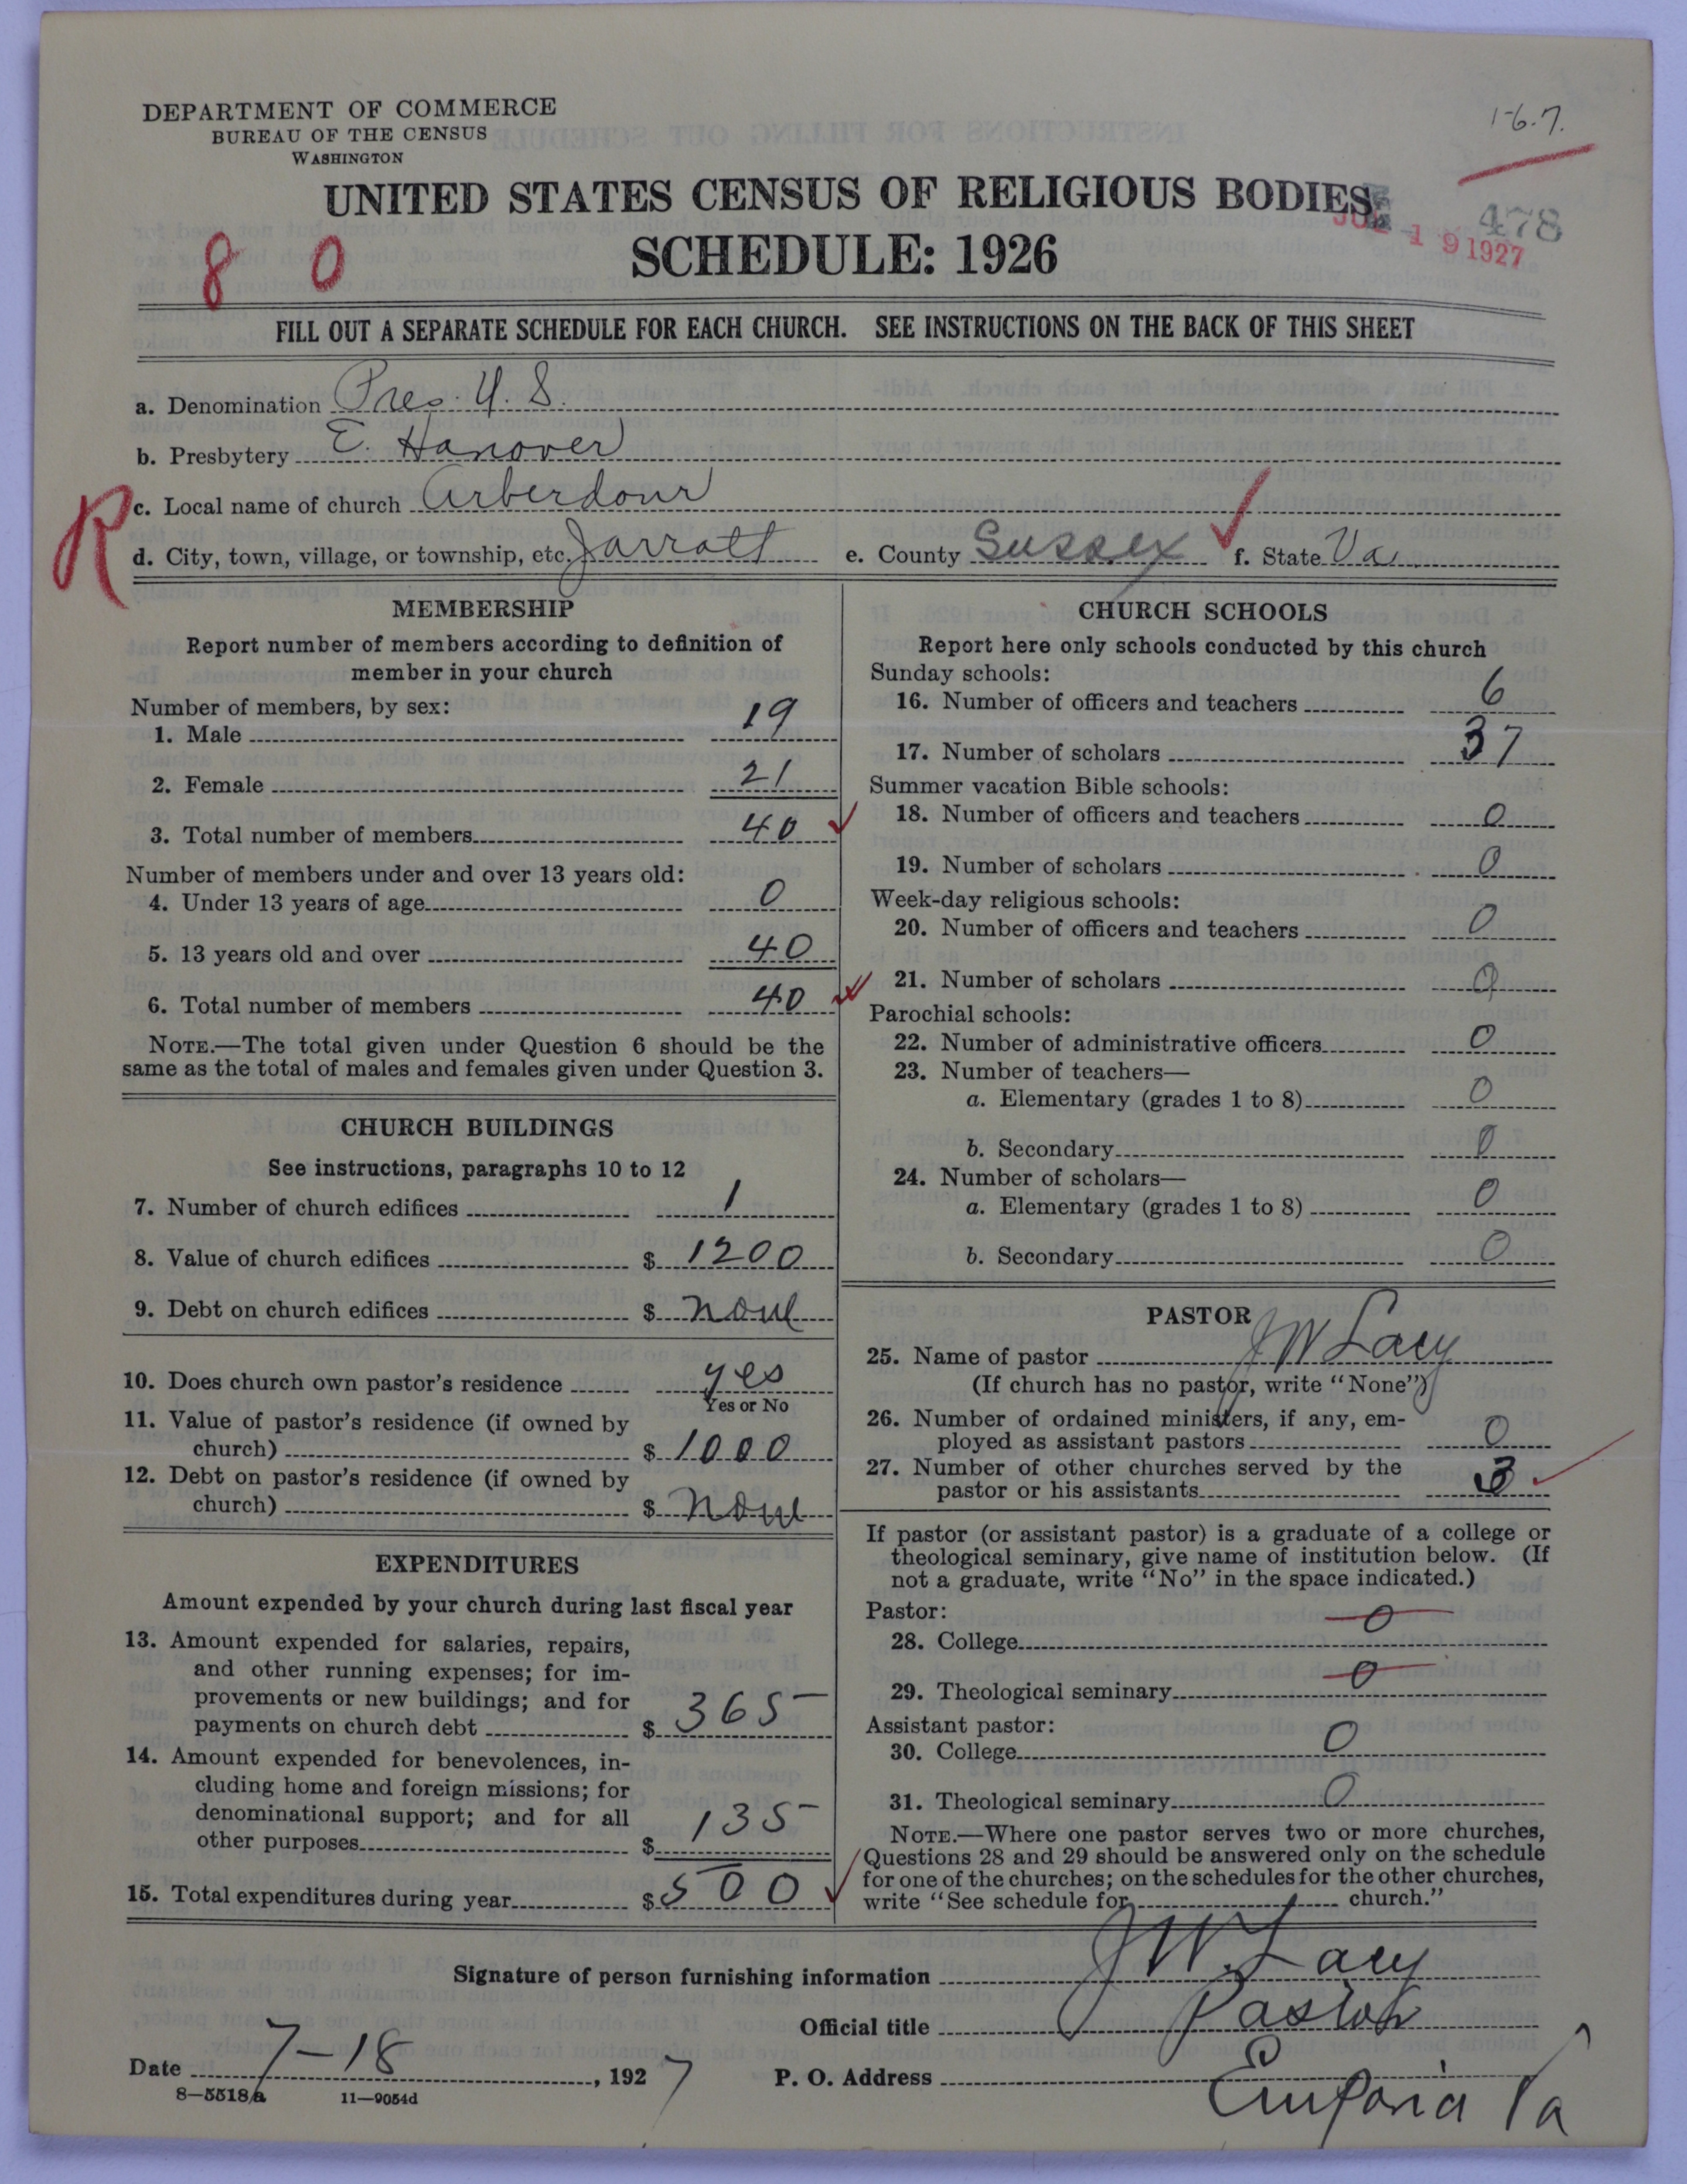 DEPARTMENT OF COMMERCE
BUREAU OF THE CENSUS
WASHINGTON
1-6.7.
UNITED STATES CENSUS OF RELIGIOUS BODIES
SCHEDULE: 1926
478
19 1927
8 0
FILL OUT A SEPARATE SCHEDULE FOR EACH CHURCH. SEE INSTRUCTIONS ON THE BACK OF THIS SHEET
a. Denomination Pres. U. S.
b. Presbytery E. Hanover
R
c. Local name of church Arberdour
d. City, town, village, or township, etc. Jarratt e. County Sussex f. State Va
MEMBERSHIP
Report number of members according to definition of
member in your church
Number of members, by sex:
1. Male 19
2. Female 21
3. Total number of members 40
Number of members under and over 13 years old:
4. Under 13 years of age 0
5. 13 years old and over 40
6. Total number of members 40
NOTE.—The total given under Question 6 should be the
same as the total of males and females given under Question 3.
CHURCH BUILDINGS
See instructions, paragraphs 10 to 12
7. Number of church edifices 1
8. Value of church edifices $ 1200
9. Debt on church edifices $ none
10. Does church own pastor's residence yes
Yes or No
11. Value of pastor's residence (if owned by
church) $ 1000
12. Debt on pastor's residence (if owned by
church) $ none
EXPENDITURES
Amount expended by your church during last fiscal year
13. Amount expended for salaries, repairs,
and other running expenses; for im-
provements or new buildings; and for
payments on church debt $ 365
14. Amount expended for benevolences, in-
cluding home and foreign missions; for
denominational support; and for all
other purposes $ 135
15. Total expenditures during year $ 500
CHURCH SCHOOLS
Report here only schools conducted by this church
Sunday schools:
16. Number of officers and teachers 6
17. Number of scholars 37
Summer vacation Bible schools:
18. Number of officers and teachers 0
19. Number of scholars 0
Week-day religious schools:
20. Number of officers and teachers 0
21. Number of scholars 0
Parochial schools:
22. Number of administrative officers 0
23. Number of teachers—
a. Elementary (grades 1 to 8) 0
b. Secondary 0
24. Number of scholars—
a. Elementary (grades 1 to 8) 0
b. Secondary 0
PASTOR
25. Name of pastor J W Lacy
(If church has no pastor, write "None")
26. Number of ordained ministers, if any, em-
ployed as assistant pastors 0
27. Number of other churches served by the
pastor or his assistants 3
If pastor (or assistant pastor) is a graduate of a college or
theological seminary, give name of institution below. (If
not a graduate, write "No" in the space indicated.)
Pastor:
28. College 0
29. Theological seminary 0
Assistant pastor:
30. College 0
31. Theological seminary 0
NOTE.—Where one pastor serves two or more churches,
Questions 28 and 29 should be answered only on the schedule
for one of the churches; on the schedules for the other churches,
write "See schedule for church."
Signature of person furnishing information J W. Lacy
Official title Pastor
Date 7-18, 1927 P. O. Address Emporia Va
8-5518a 11-9054d